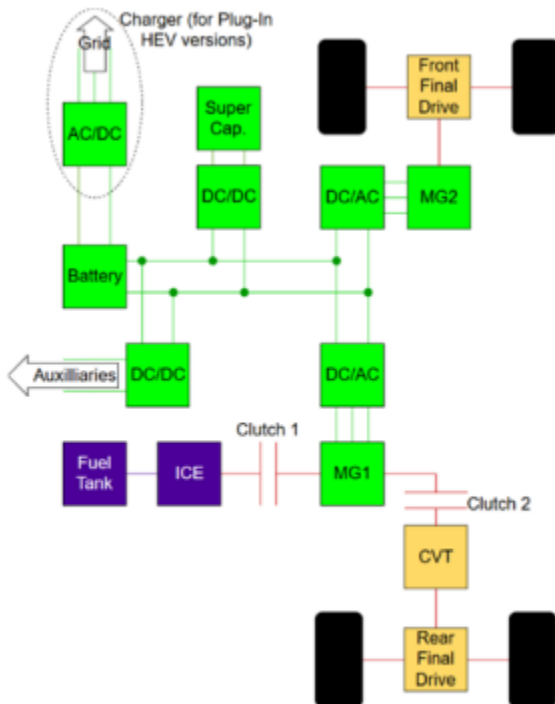 Charger (for Plug-In
HEV versions)
Grid
AC/DC
Super
Cap.
Front
Final
Drive
DC/DC
DC/AC
MG2
Battery
Auxilliaries
DC/DC
DC/AC
Clutch 1
Fuel
Tank
ICE
MG1
Clutch 2
CVT
Rear
Final
Drive